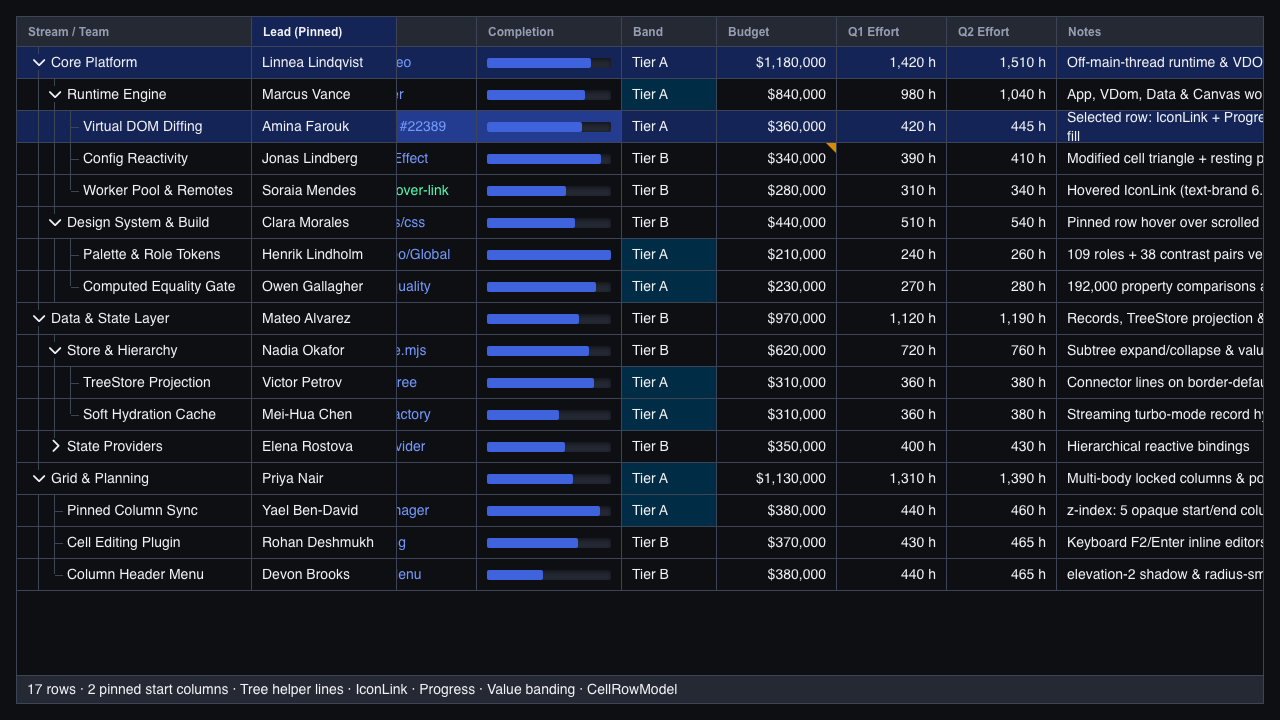 Stream / Team Lead (Pinned) Completion Band Budget Q1 Effort Q2 Effort Notes
Core Platform Linnea Lindqvist eo Tier A $1,180,000 1,420 h 1,510 h Off-main-thread runtime & VDO
Runtime Engine Marcus Vance Tier A $840,000 980 h 1,040 h App, VDom, Data & Canvas wo
Virtual DOM Diffing Amina Farouk #22389 Tier A $360,000 420 h 445 h Selected row: IconLink + Progre
fill
Config Reactivity Jonas Lindberg Effect Tier B $340,000 390 h 410 h Modified cell triangle + resting p
Worker Pool & Remotes Soraia Mendes over-link Tier B $280,000 310 h 340 h Hovered IconLink (text-brand 6.
Design System & Build Clara Morales s/css Tier B $440,000 510 h 540 h Pinned row hover over scrolled
Palette & Role Tokens Henrik Lindholm o/Global Tier A $210,000 240 h 260 h 109 roles + 38 contrast pairs ve
Computed Equality Gate Owen Gallagher uality Tier A $230,000 270 h 280 h 192,000 property comparisons a
Data & State Layer Mateo Alvarez Tier B $970,000 1,120 h 1,190 h Records, TreeStore projection &
Store & Hierarchy Nadia Okafor e.mjs Tier B $620,000 720 h 760 h Subtree expand/collapse & valu
TreeStore Projection Victor Petrov ree Tier A $310,000 360 h 380 h Connector lines on border-defau
Soft Hydration Cache Mei-Hua Chen actory Tier A $310,000 360 h 380 h Streaming turbo-mode record hy
State Providers Elena Rostova vider Tier B $350,000 400 h 430 h Hierarchical reactive bindings
Grid & Planning Priya Nair Tier A $1,130,000 1,310 h 1,390 h Multi-body locked columns & po
Pinned Column Sync Yael Ben-David nager Tier A $380,000 440 h 460 h z-index: 5 opaque start/end colu
Cell Editing Plugin Rohan Deshmukh g Tier B $370,000 430 h 465 h Keyboard F2/Enter inline editors
Column Header Menu Devon Brooks enu Tier B $380,000 440 h 465 h elevation-2 shadow & radius-sm
17 rows · 2 pinned start columns · Tree helper lines · IconLink · Progress · Value banding · CellRowModel